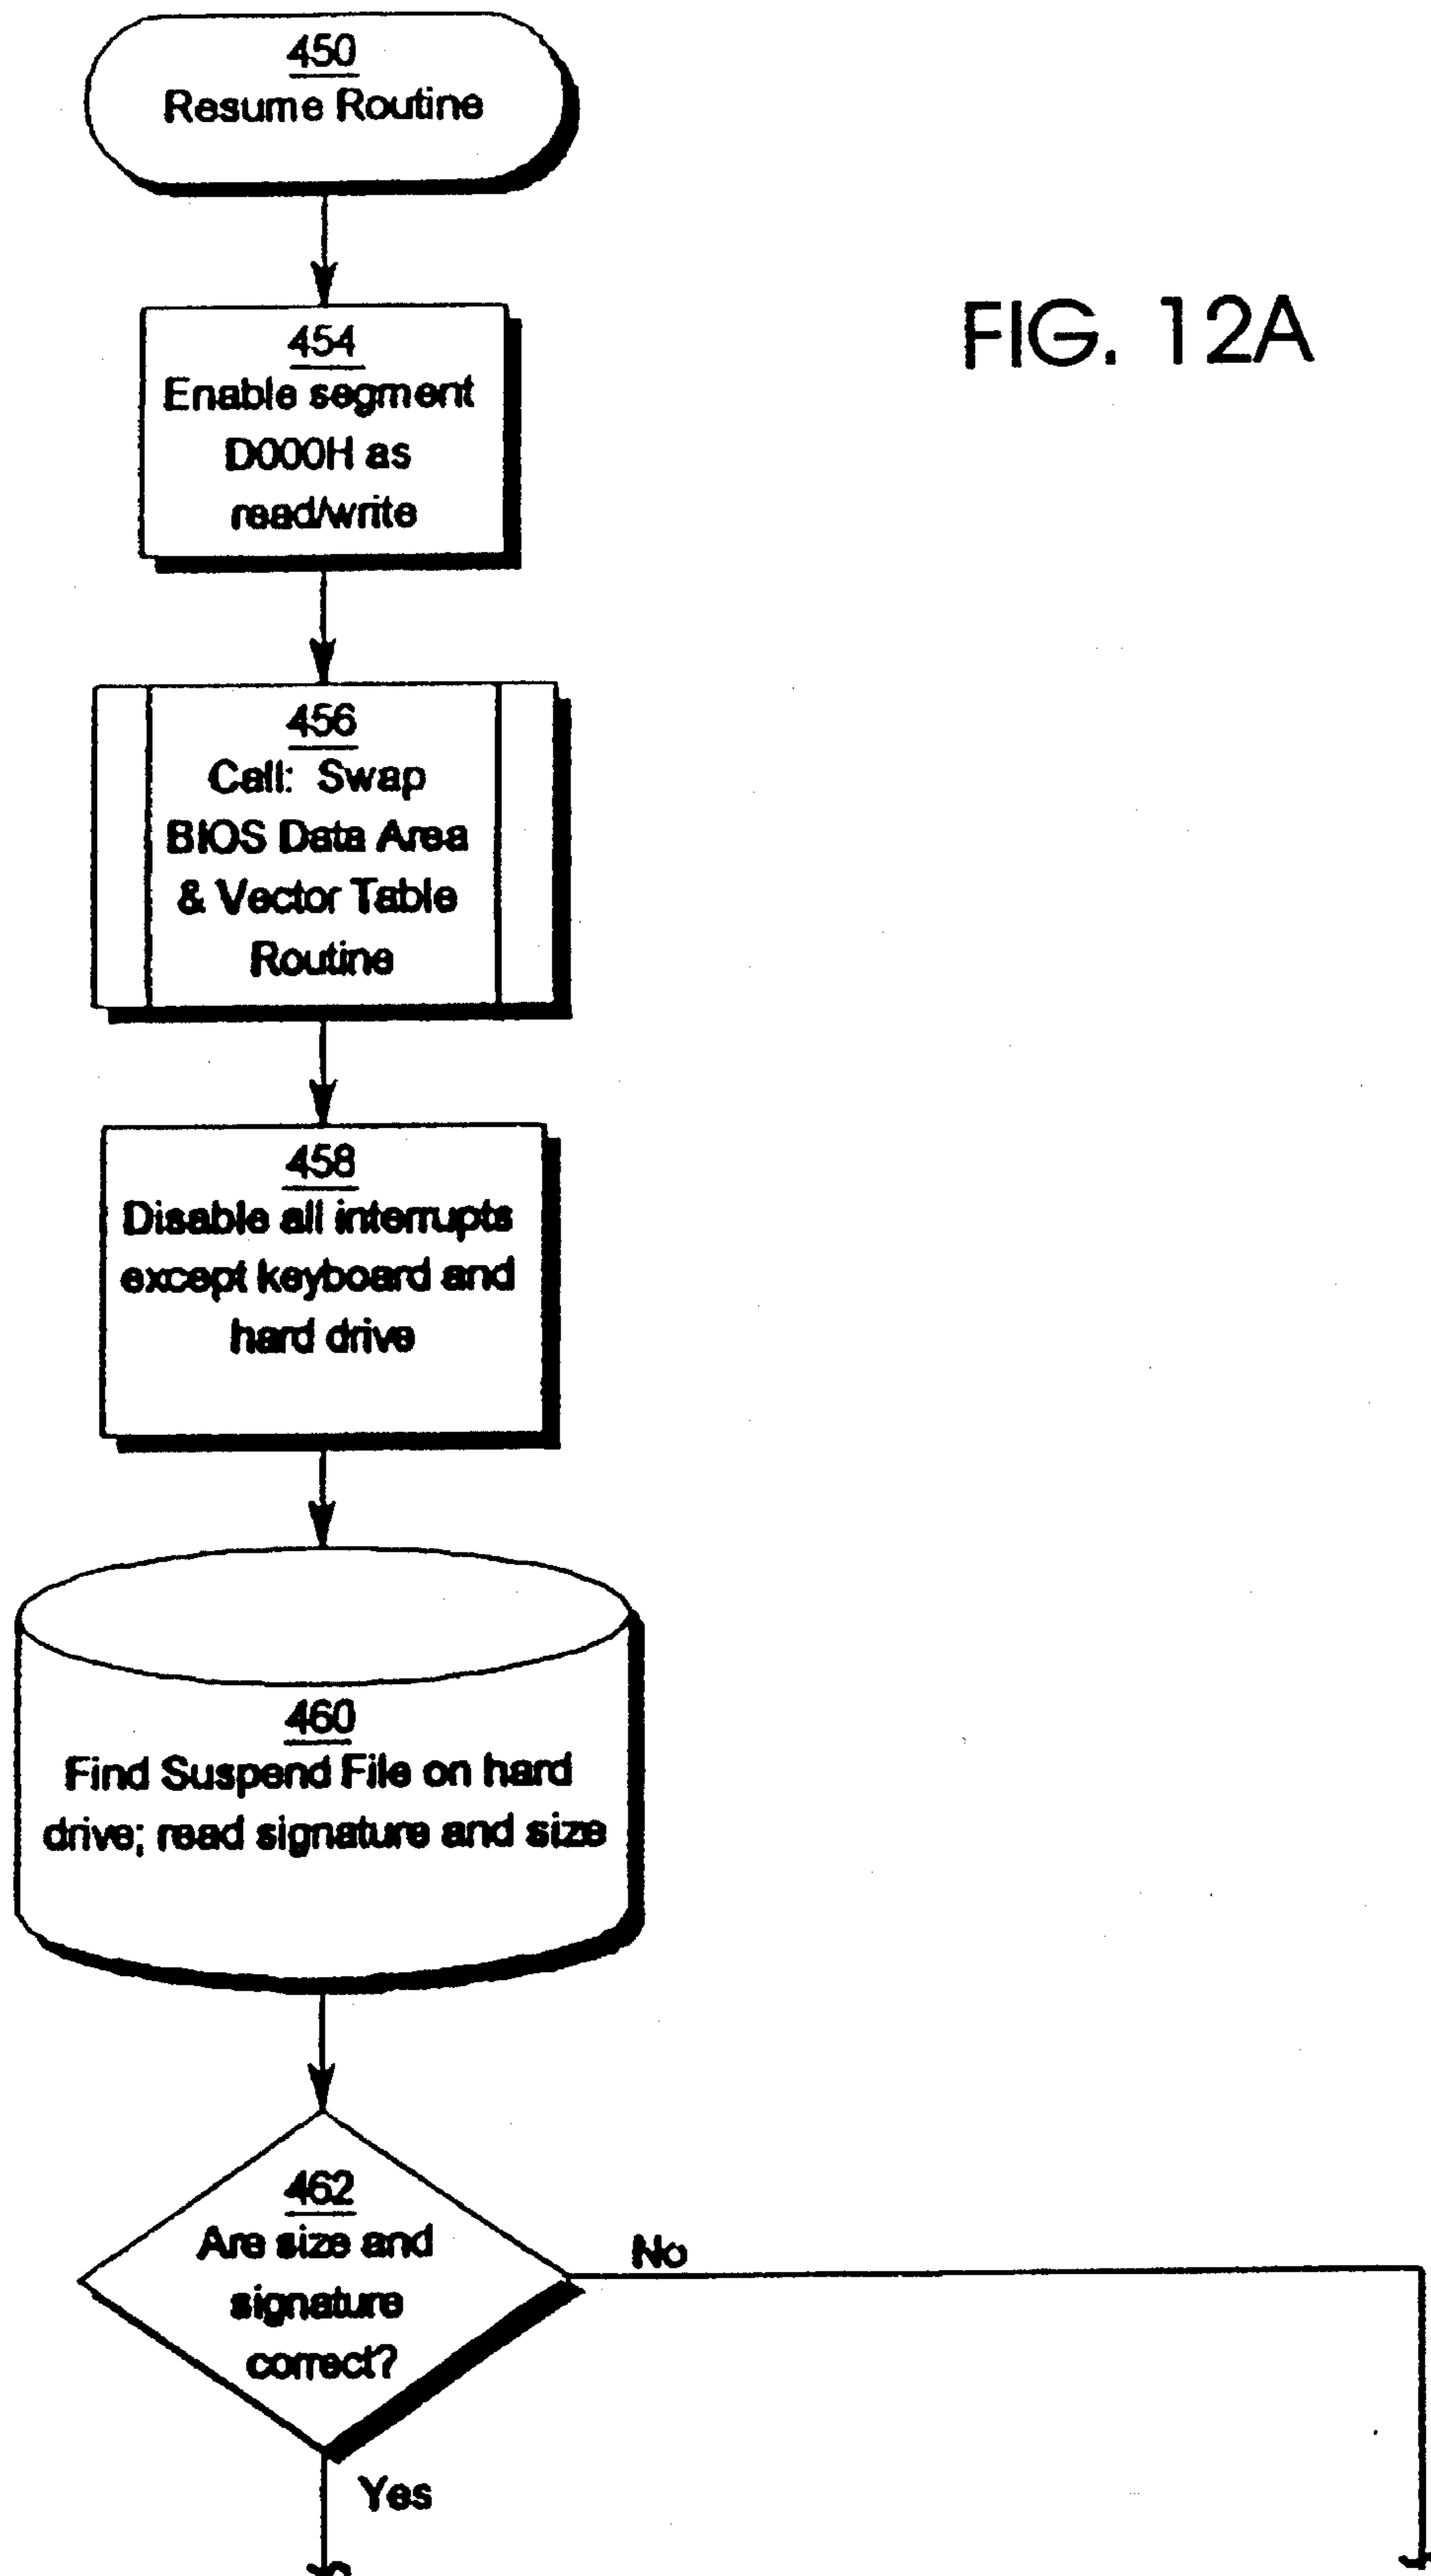 450
Resume Routine
FIG. 12A
454
Enable segment
D000H as
read/write
456
Call: Swap
BIOS Data Area
& Vector Table
Routine
458
Disable all interrupts
except keyboard and
hard drive
460
Find Suspend File on hard
drive; read signature and size
462
Are size and
signature
correct?
No
Yes